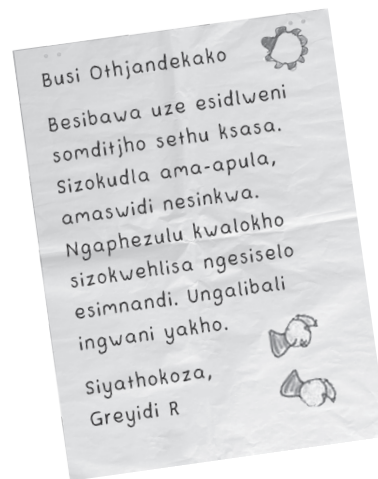 Busi Othjandekako
Besibawa uze esidlweni
somditjho sethu ksasa.
Sizokudla ama-apula,
amaswidi nesinkwa.
Ngaphezulu kwalokho
sizokwehlisa ngesiselo
esimnandi. Ungalibali
ingwani yakho.
Siyathokoza,
Greyidi R